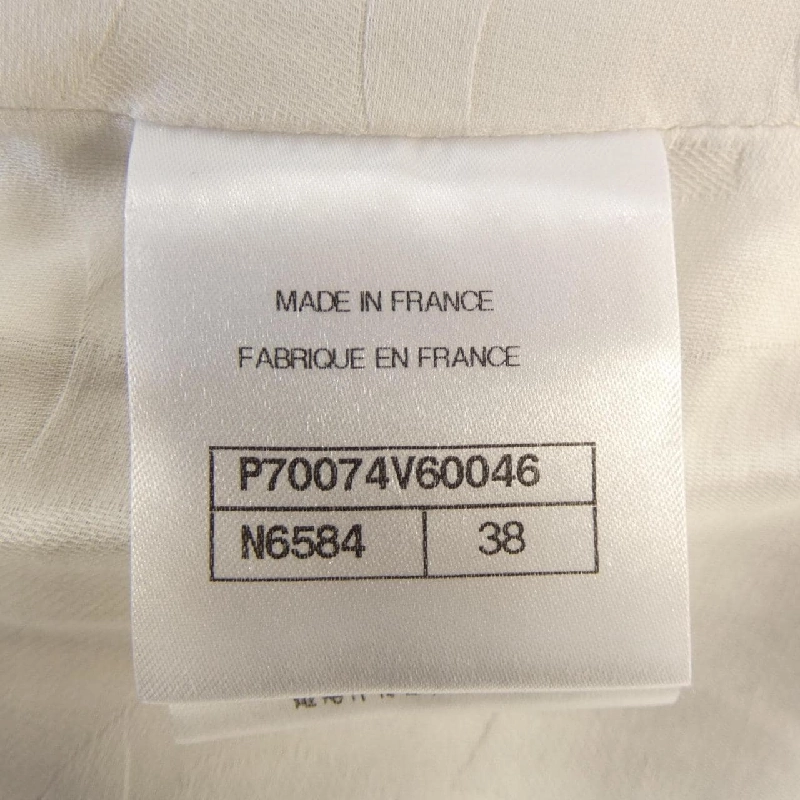 MADE IN FRANCE
FABRIQUE EN FRANCE
P70074V60046
N6584 38